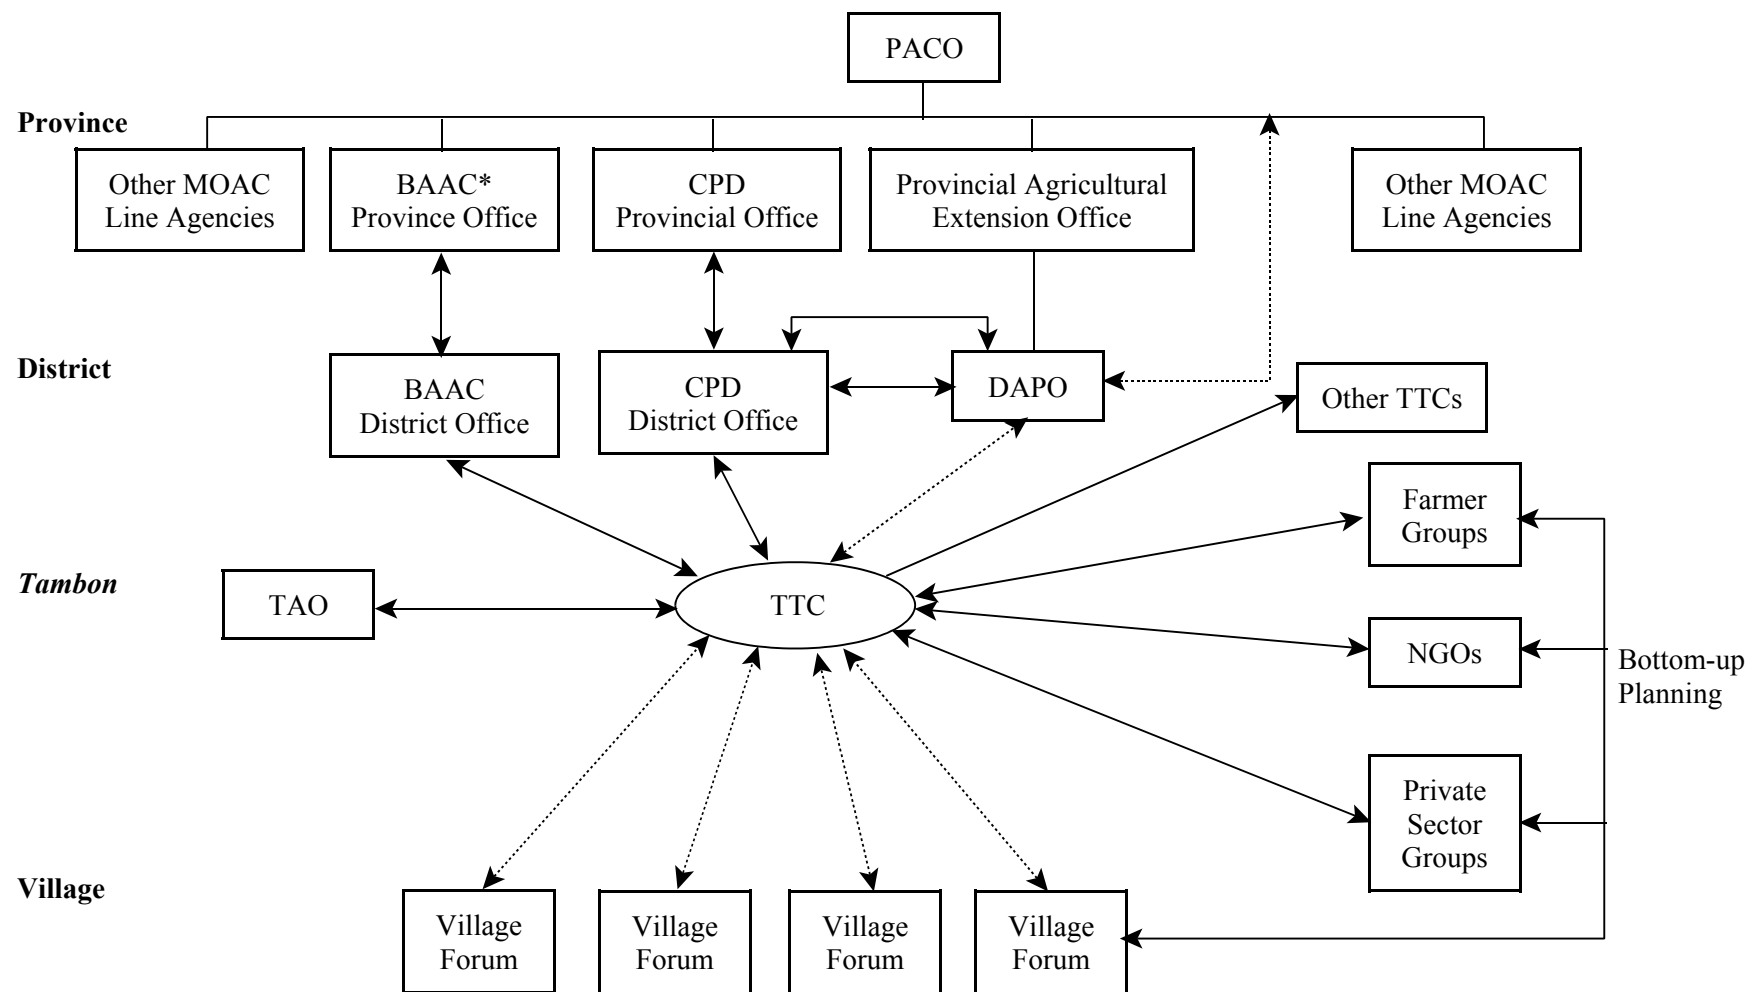 PACO
Province
Other MOAC
Line Agencies
BAAC*
Province Office
CPD
Provincial Office
Provincial Agricultural
Extension Office
Other MOAC
Line Agencies
District
BAAC
District Office
CPD
District Office
DAPO
Other TTCs
Farmer
Groups
Tambon
TAO
TTC
NGOs
Bottom-up
Planning
Private
Sector
Groups
Village
Village
Forum
Village
Forum
Village
Forum
Village
Forum